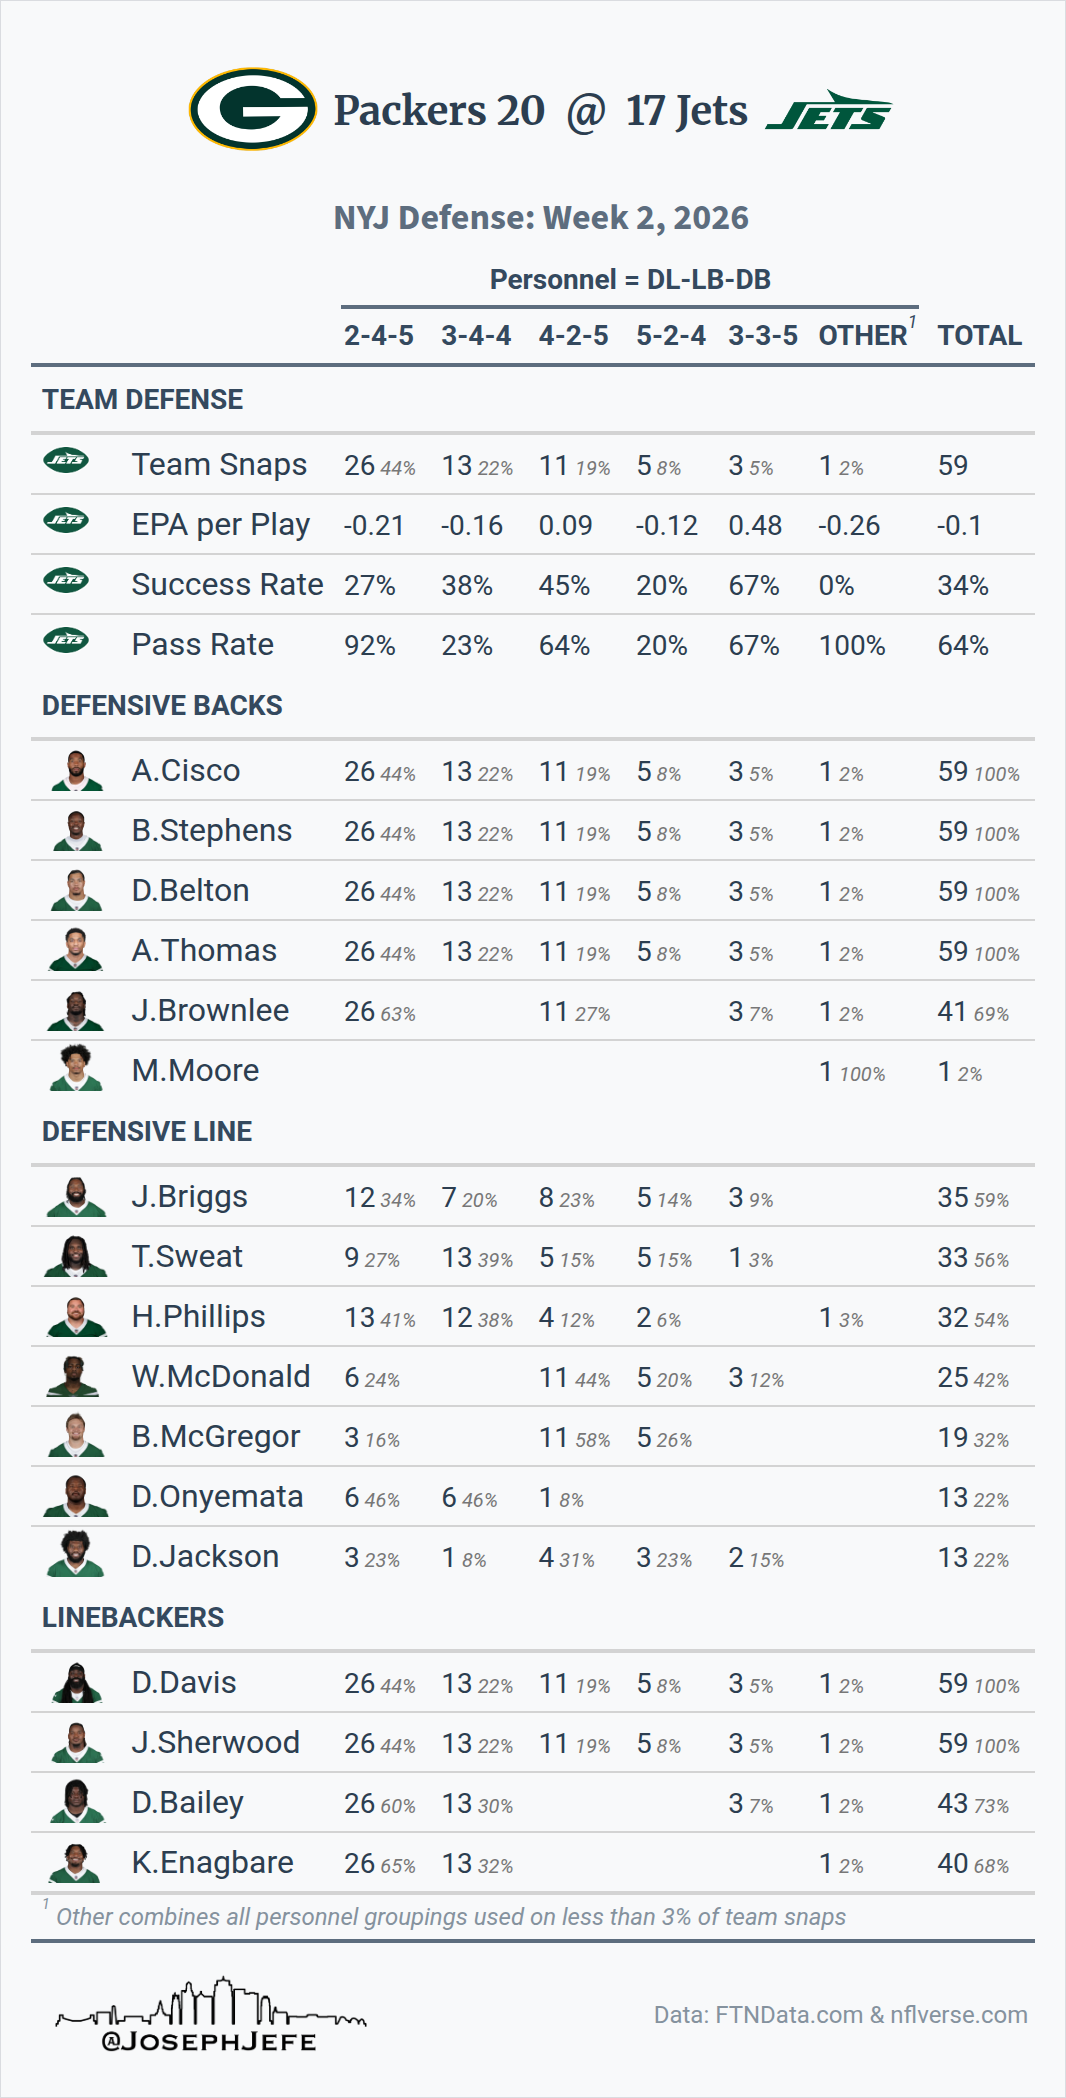 Packers 20 @ 17 Jets JETS
NYJ Defense: Week 2, 2026
Personnel = DL-LB-DB
2-4-5 3-4-4 4-2-5 5-2-4 3-3-5 OTHER1 TOTAL
TEAM DEFENSE
JETS Team Snaps 26 44% 13 22% 11 19% 5 8% 3 5% 1 2% 59
JETS EPA per Play -0.21 -0.16 0.09 -0.12 0.48 -0.26 -0.1
JETS Success Rate 27% 38% 45% 20% 67% 0% 34%
JETS Pass Rate 92% 23% 64% 20% 67% 100% 64%
DEFENSIVE BACKS
A.Cisco 26 44% 13 22% 11 19% 5 8% 3 5% 1 2% 59 100%
B.Stephens 26 44% 13 22% 11 19% 5 8% 3 5% 1 2% 59 100%
D.Belton 26 44% 13 22% 11 19% 5 8% 3 5% 1 2% 59 100%
A.Thomas 26 44% 13 22% 11 19% 5 8% 3 5% 1 2% 59 100%
J.Brownlee 26 63% 11 27% 3 7% 1 2% 41 69%
M.Moore 1 100% 1 2%
DEFENSIVE LINE
J.Briggs 12 34% 7 20% 8 23% 5 14% 3 9% 35 59%
T.Sweat 9 27% 13 39% 5 15% 5 15% 1 3% 33 56%
H.Phillips 13 41% 12 38% 4 12% 2 6% 1 3% 32 54%
W.McDonald 6 24% 11 44% 5 20% 3 12% 25 42%
B.McGregor 3 16% 11 58% 5 26% 19 32%
D.Onyemata 6 46% 6 46% 1 8% 13 22%
D.Jackson 3 23% 1 8% 4 31% 3 23% 2 15% 13 22%
LINEBACKERS
D.Davis 26 44% 13 22% 11 19% 5 8% 3 5% 1 2% 59 100%
J.Sherwood 26 44% 13 22% 11 19% 5 8% 3 5% 1 2% 59 100%
D.Bailey 26 60% 13 30% 3 7% 1 2% 43 73%
K.Enagbare 26 65% 13 32% 1 2% 40 68%
1 Other combines all personnel groupings used on less than 3% of team snaps
@JOSEPHJEFE
Data: FTNData.com & nflverse.com